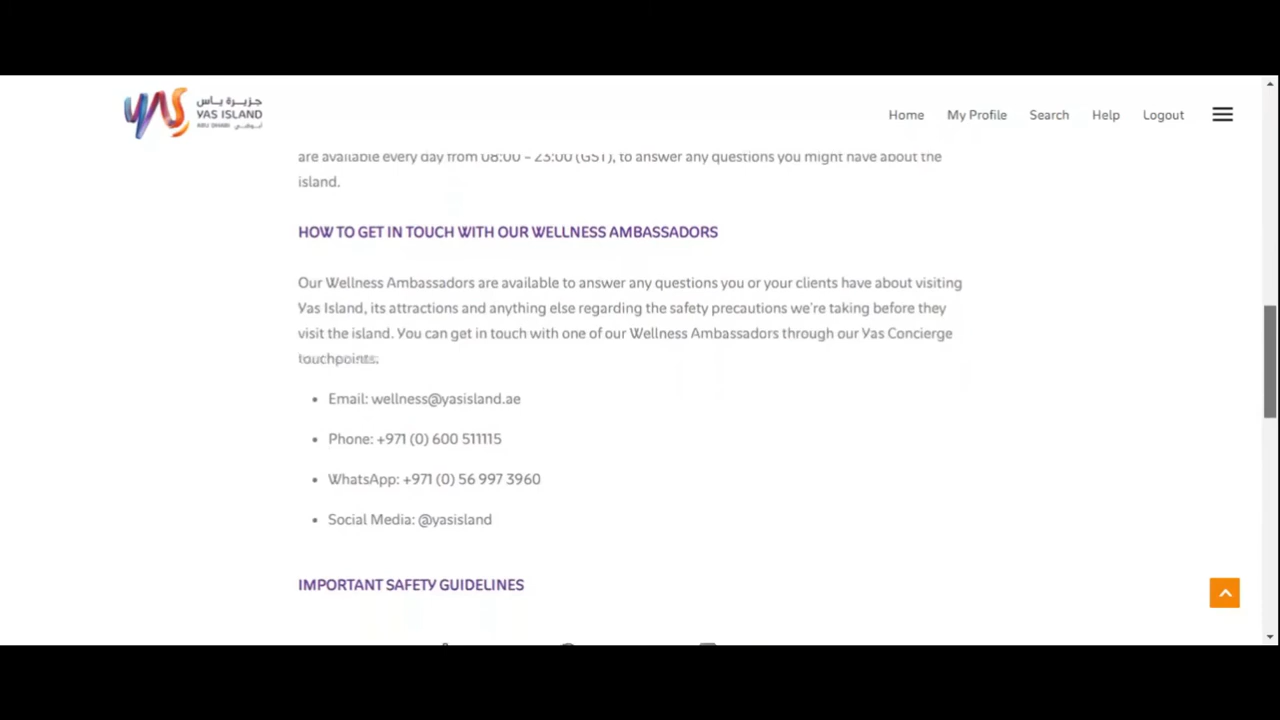 جزيرة ياس
YAS ISLAND
ABU DHABI أبوظبي
Home
My Profile
Search
Help
Logout
are available every day from 08:00 – 23:00 (GST), to answer any questions you might have about the
island.
HOW TO GET IN TOUCH WITH OUR WELLNESS AMBASSADORS
Our Wellness Ambassadors are available to answer any questions you or your clients have about visiting
Yas Island, its attractions and anything else regarding the safety precautions we're taking before they
visit the island. You can get in touch with one of our Wellness Ambassadors through our Yas Concierge
touchpoints.
• Email: wellness@yasisland.ae
• Phone: +971 (0) 600 511115
• WhatsApp: +971 (0) 56 997 3960
• Social Media: @yasisland
IMPORTANT SAFETY GUIDELINES